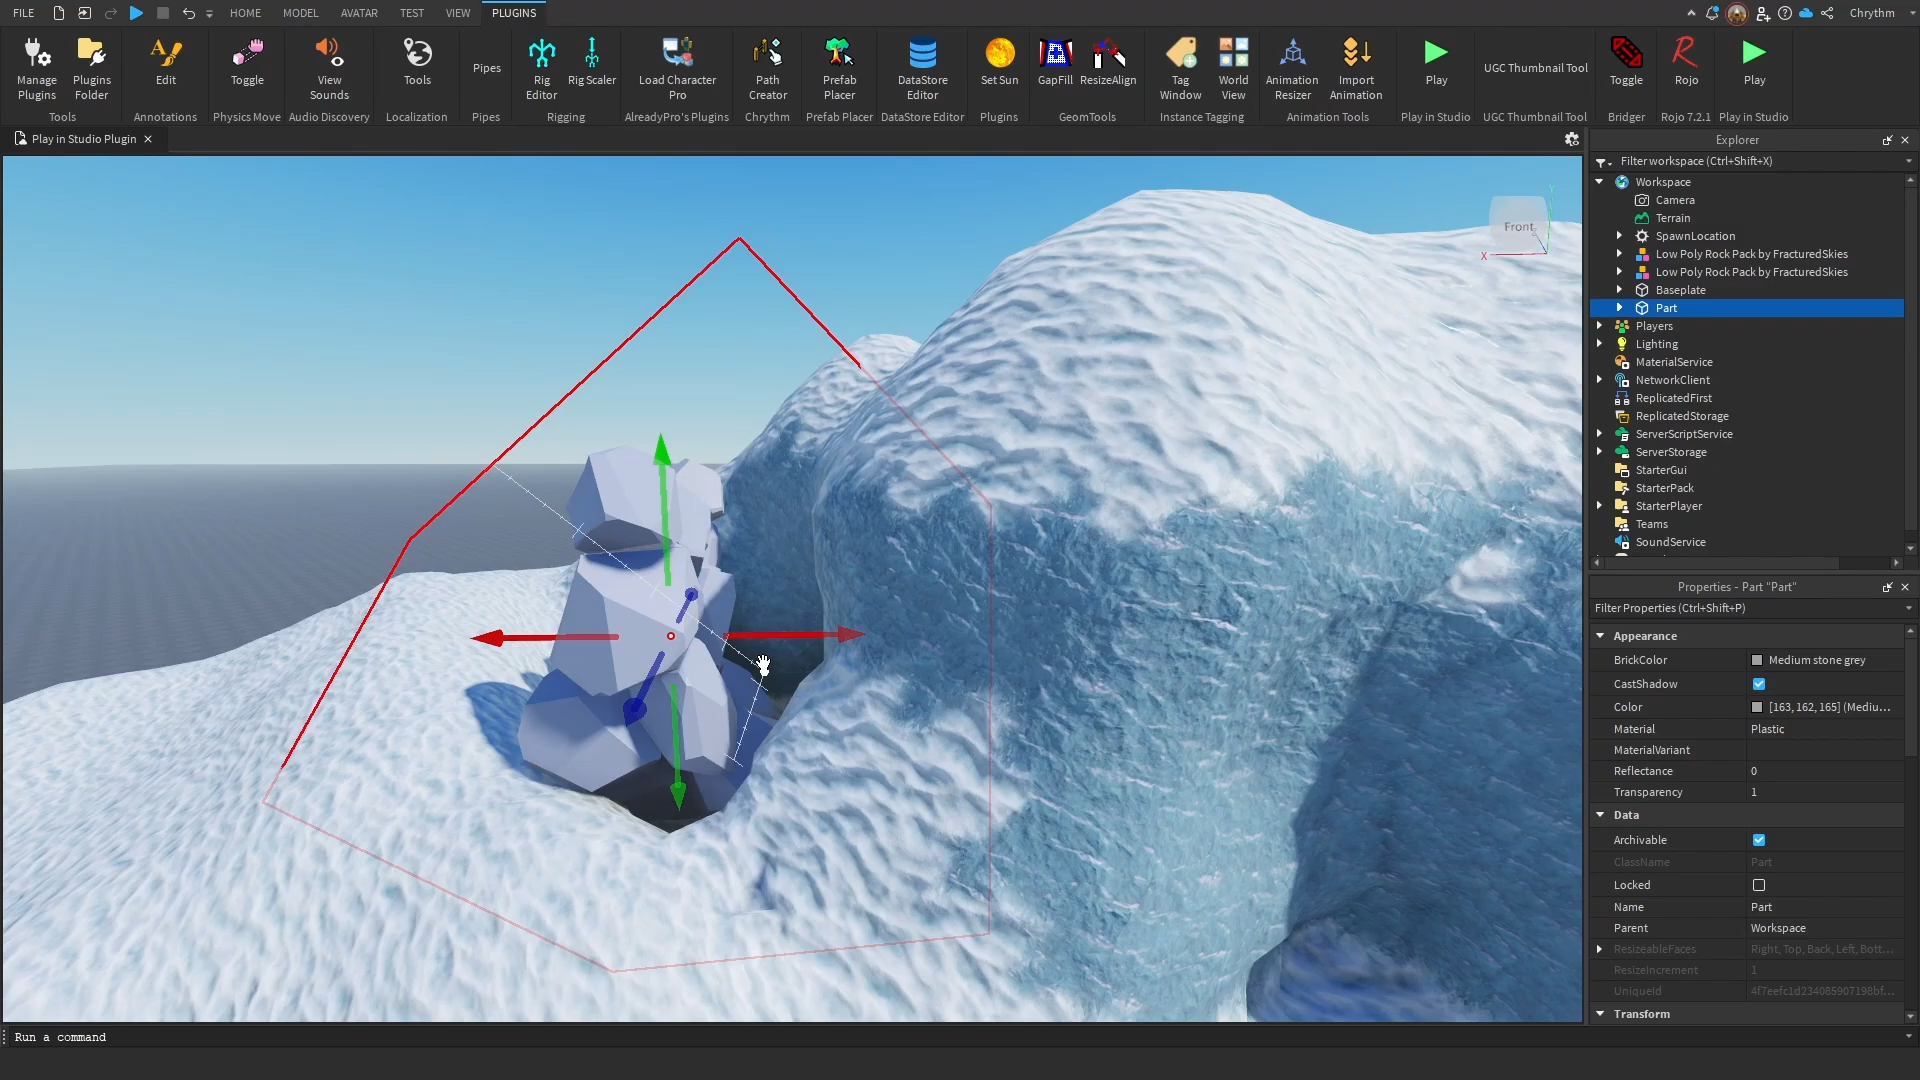 FILE HOME MODEL AVATAR TEST VIEW PLUGINS Chrythm
Manage Plugins
Plugins Folder
Edit
Toggle
View Sounds
Tools
Pipes
Rig Editor
Rig Scaler
Load Character Pro
Path Creator
Prefab Placer
DataStore Editor
Set Sun
GapFill
ResizeAlign
Tag Window
World View
Animation Resizer
Import Animation
Play
UGC Thumbnail Tool
Toggle
Rojo
Play
Tools Annotations Physics Move Audio Discovery Localization Pipes Rigging AlreadyPro's Plugins Chrythm Prefab Placer DataStore Editor Plugins GeomTools Instance Tagging Animation Tools Play in Studio UGC Thumbnail Tool Bridger Rojo 7.2.1 Play in Studio
Play in Studio Plugin
Front
X
Y
Z
Explorer
Filter workspace (Ctrl+Shift+X)
Workspace
Camera
Terrain
SpawnLocation
Low Poly Rock Pack by FracturedSkies
Low Poly Rock Pack by FracturedSkies
Baseplate
Part
Players
Lighting
MaterialService
NetworkClient
ReplicatedFirst
ReplicatedStorage
ServerScriptService
ServerStorage
StarterGui
StarterPack
StarterPlayer
Teams
SoundService
Properties - Part "Part"
Filter Properties (Ctrl+Shift+P)
Appearance
BrickColor Medium stone grey
CastShadow
Color [163, 162, 165] (Mediu...
Material Plastic
MaterialVariant
Reflectance 0
Transparency 1
Data
Archivable
ClassName Part
Locked
Name Part
Parent Workspace
ResizeableFaces Right, Top, Back, Left, Bott...
ResizeIncrement 1
UniqueId 4f7eefc1d234085907198bf...
Transform
Run a command